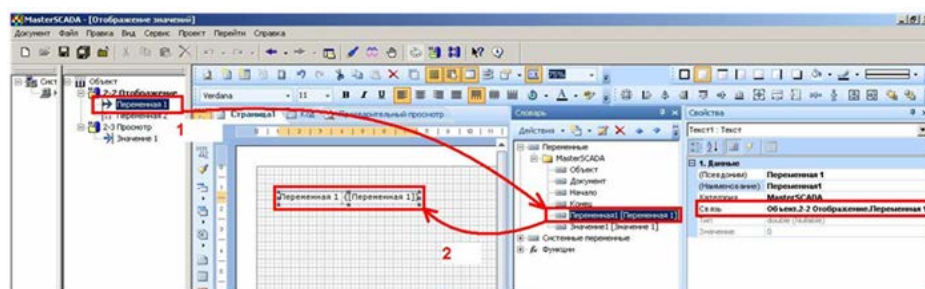 MasterSCADA - [Отображение значений]
Документ Файл Правка Вид Сервис Проект Перейти Справка
Объект
2-2 Отображение
Переменная 1
Переменная 2
2-3 Просмотр
Значение 1
1
Verdana
11
Страница1 Код Предварительный просмотр
Переменная 1 {[Переменная 1]}
2
Словарь
Действия
Переменные
MasterSCADA
Объект
Документ
Начало
Конец
Переменная1 [Переменная 1]
Значение1 [Значение 1]
Системные переменные
Функции
Свойства
Текст1 : Текст
1. Данные
(Псевдоним) Переменная 1
(Наименование) Переменная1
Категория MasterSCADA
Связь Объект.2-2 Отображение.Переменная 1
Тип double (Nullable)
Значение 0